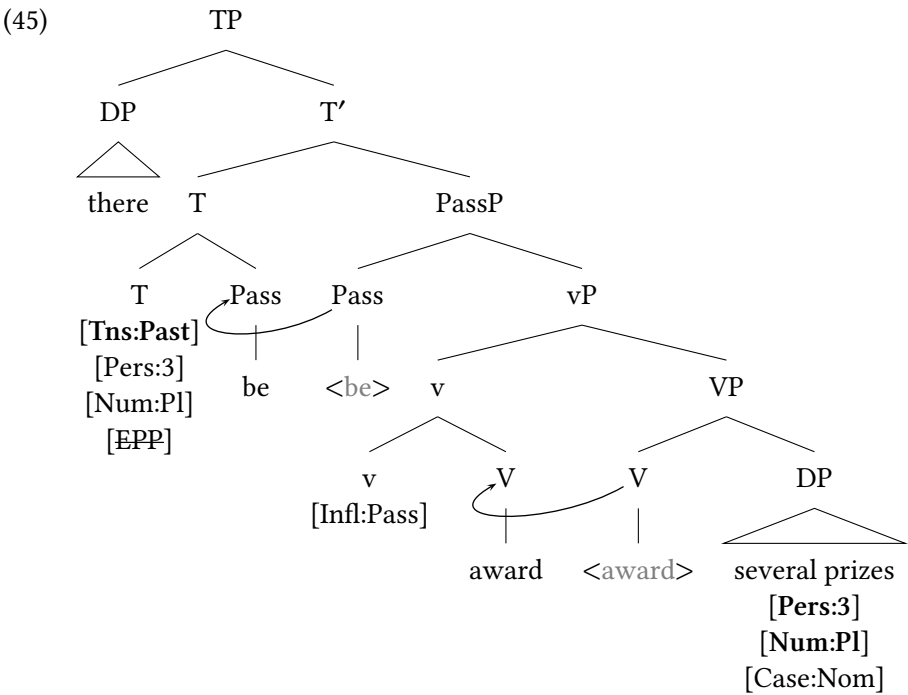 (45) TP
DP T′
there T PassP
T Pass Pass vP
[Tns:Past]
[Pers:3] be <be> v VP
[Num:Pl]
[EPP]
v V V DP
[Infl:Pass]
award <award> several prizes
[Pers:3]
[Num:Pl]
[Case:Nom]